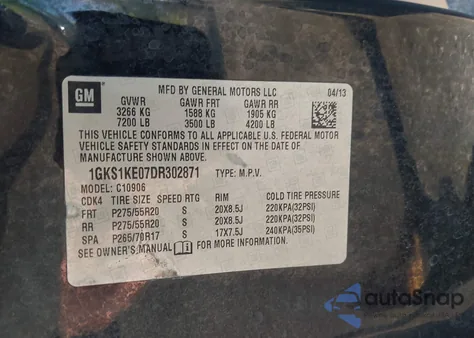 GM
MFD BY GENERAL MOTORS LLC 04/13
GVWR GAWR FRT GAWR RR
3266 KG 1588 KG 1905 KG
7200 LB 3500 LB 4200 LB
THIS VEHICLE CONFORMS TO ALL APPLICABLE U.S. FEDERAL MOTOR
VEHICLE SAFETY STANDARDS IN EFFECT ON THE DATE OF
MANUFACTURE SHOWN ABOVE.
1GKS1KE07DR302871 TYPE: M.P.V.
MODEL: C10906
CDK4 TIRE SIZE SPEED RTG RIM COLD TIRE PRESSURE
FRT P275/55R20 S 20X8.5J 220KPA(32PSI)
RR P275/55R20 S 20X8.5J 220KPA(32PSI)
SPA P265/70R17 S 17X7.5J 240KPA(35PSI)
SEE OWNER'S MANUAL FOR MORE INFORMATION.
autoSnap